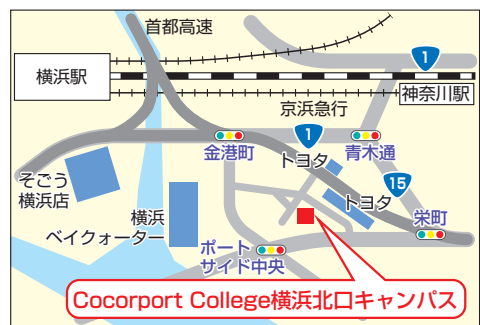 首都高速
1
横浜駅
神奈川駅
京浜急行
1
金港町
トヨタ
青木通
そごう
横浜店
15
横浜
ベイクォーター
トヨタ
栄町
ポート
サイド中央
Cocorport College横浜北口キャンパス